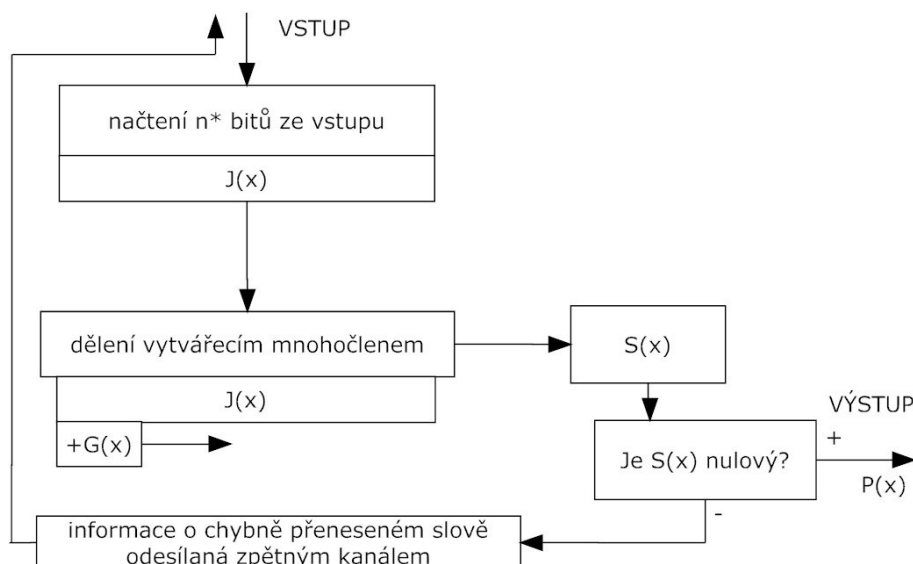 VSTUP
načtení n* bitů ze vstupu
J(x)
dělení vytvářecím mnohočlenem
S(x)
J(x)
+G(x)
VÝSTUP
Je S(x) nulový?
+
P(x)
-
informace o chybně přeneseném slově
odesílaná zpětným kanálem